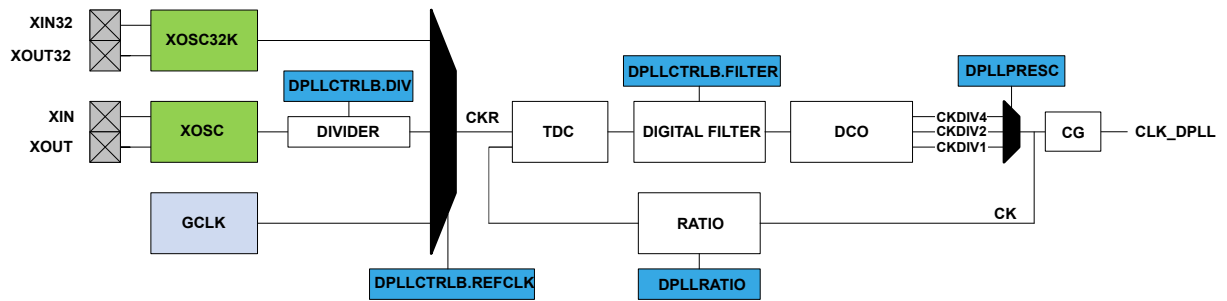 XIN32
XOUT32
XOSC32K
DPLLCTRLB.DIV
DPLLCTRLB.FILTER
DPLLPRESC
XIN
XOUT
XOSC
DIVIDER
CKR
TDC
DIGITAL FILTER
DCO
CKDIV4
CKDIV2
CKDIV1
CG
CLK_DPLL
GCLK
RATIO
CK
DPLLCTRLB.REFCLK
DPLLRATIO